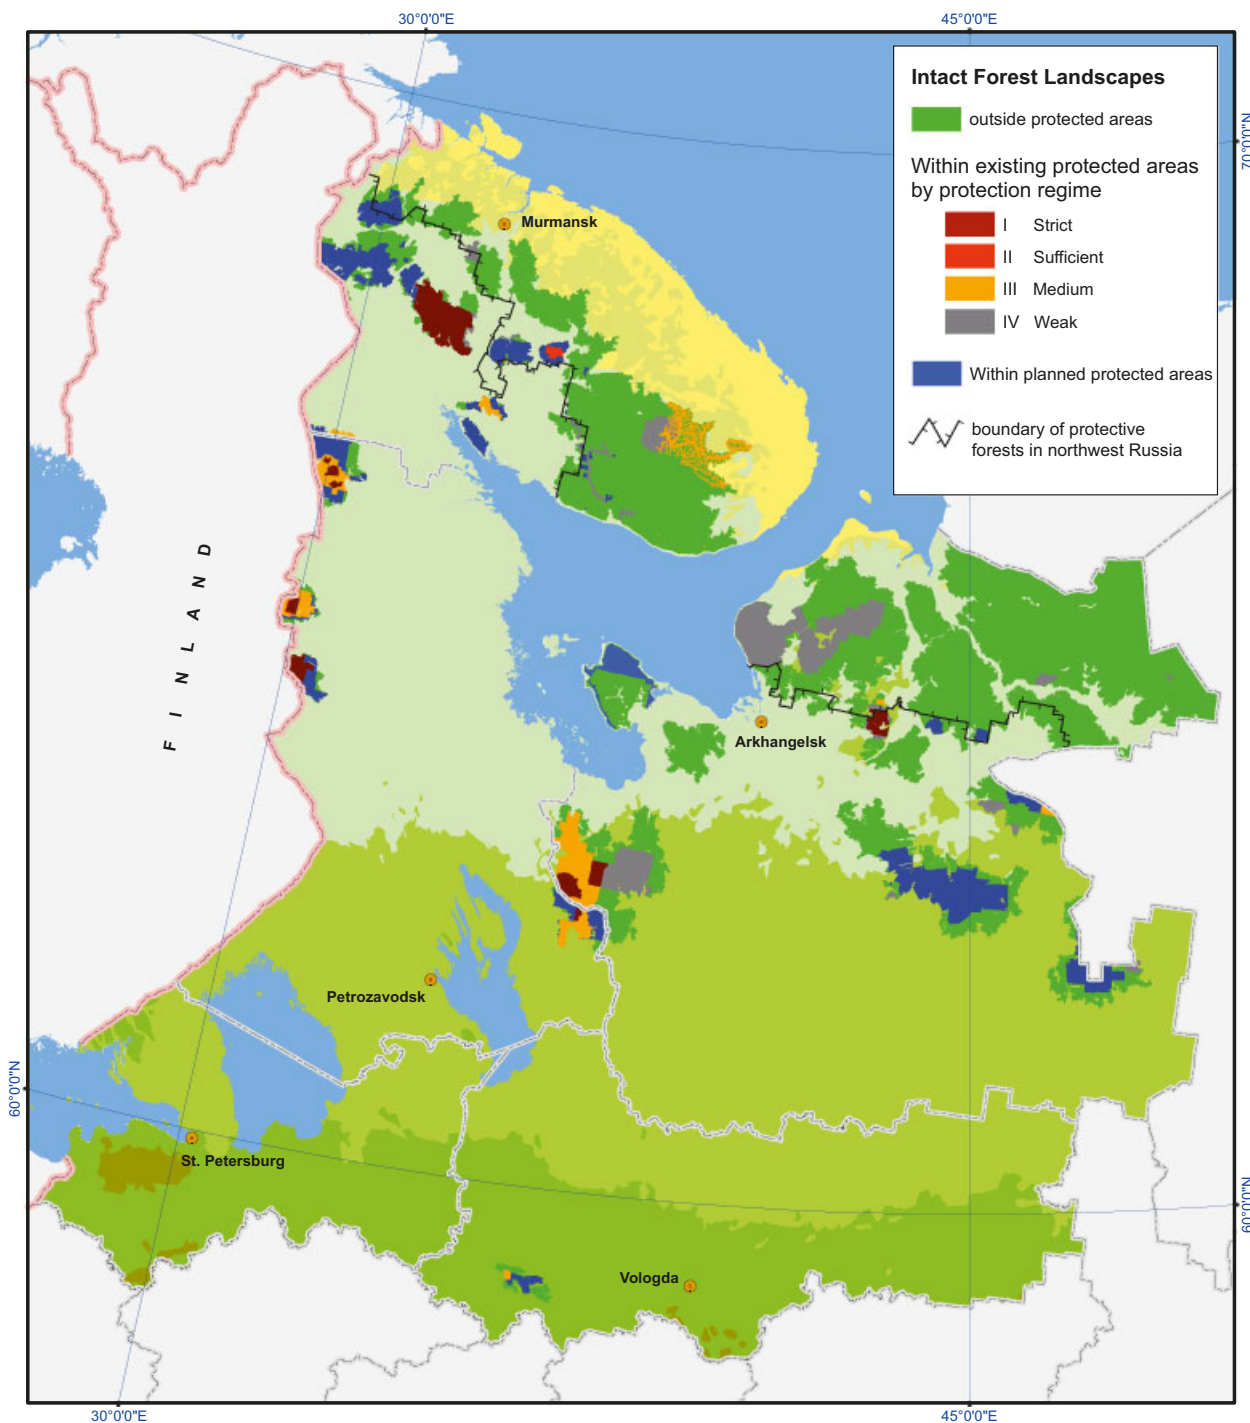 30°0'0"E
45°0'0"E
Intact Forest Landscapes
outside protected areas
Within existing protected areas
by protection regime
I Strict
II Sufficient
III Medium
IV Weak
Within planned protected areas
boundary of protective
forests in northwest Russia
70°0'0"N
Murmansk
FINLAND
Arkhangelsk
Petrozavodsk
60°0'0"N
St. Petersburg
Vologda
60°0'0"N
30°0'0"E
45°0'0"E